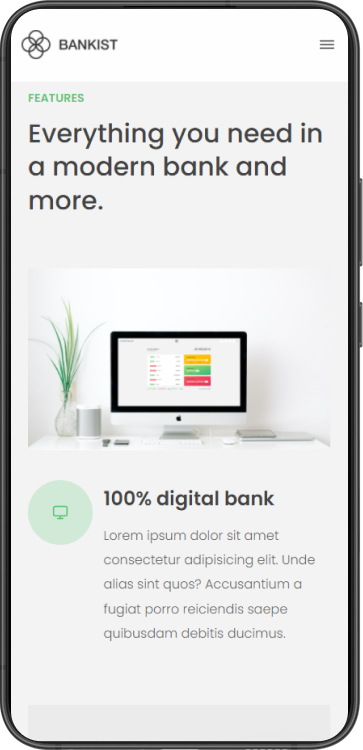 BANKIST
FEATURES
Everything you need in
a modern bank and
more.
100% digital bank
Lorem ipsum dolor sit amet
consectetur adipisicing elit. Unde
alias sint quos? Accusantium a
fugiat porro reiciendis saepe
quibusdam debitis ducimus.